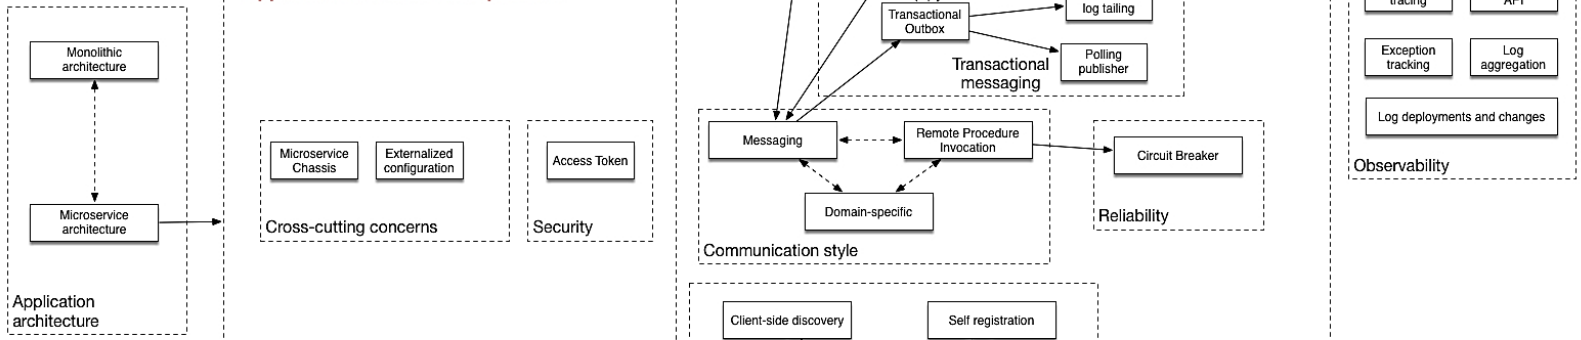 Monolithic
architecture
Microservice
architecture
Application
architecture
Microservice
Chassis
Externalized
configuration
Cross-cutting concerns
Access Token
Security
Transactional
Outbox
log tailing
Polling
publisher
Transactional
messaging
Messaging
Remote Procedure
Invocation
Domain-specific
Communication style
Circuit Breaker
Reliability
Client-side discovery
Self registration
tracing
API
Exception
tracking
Log
aggregation
Log deployments and changes
Observability